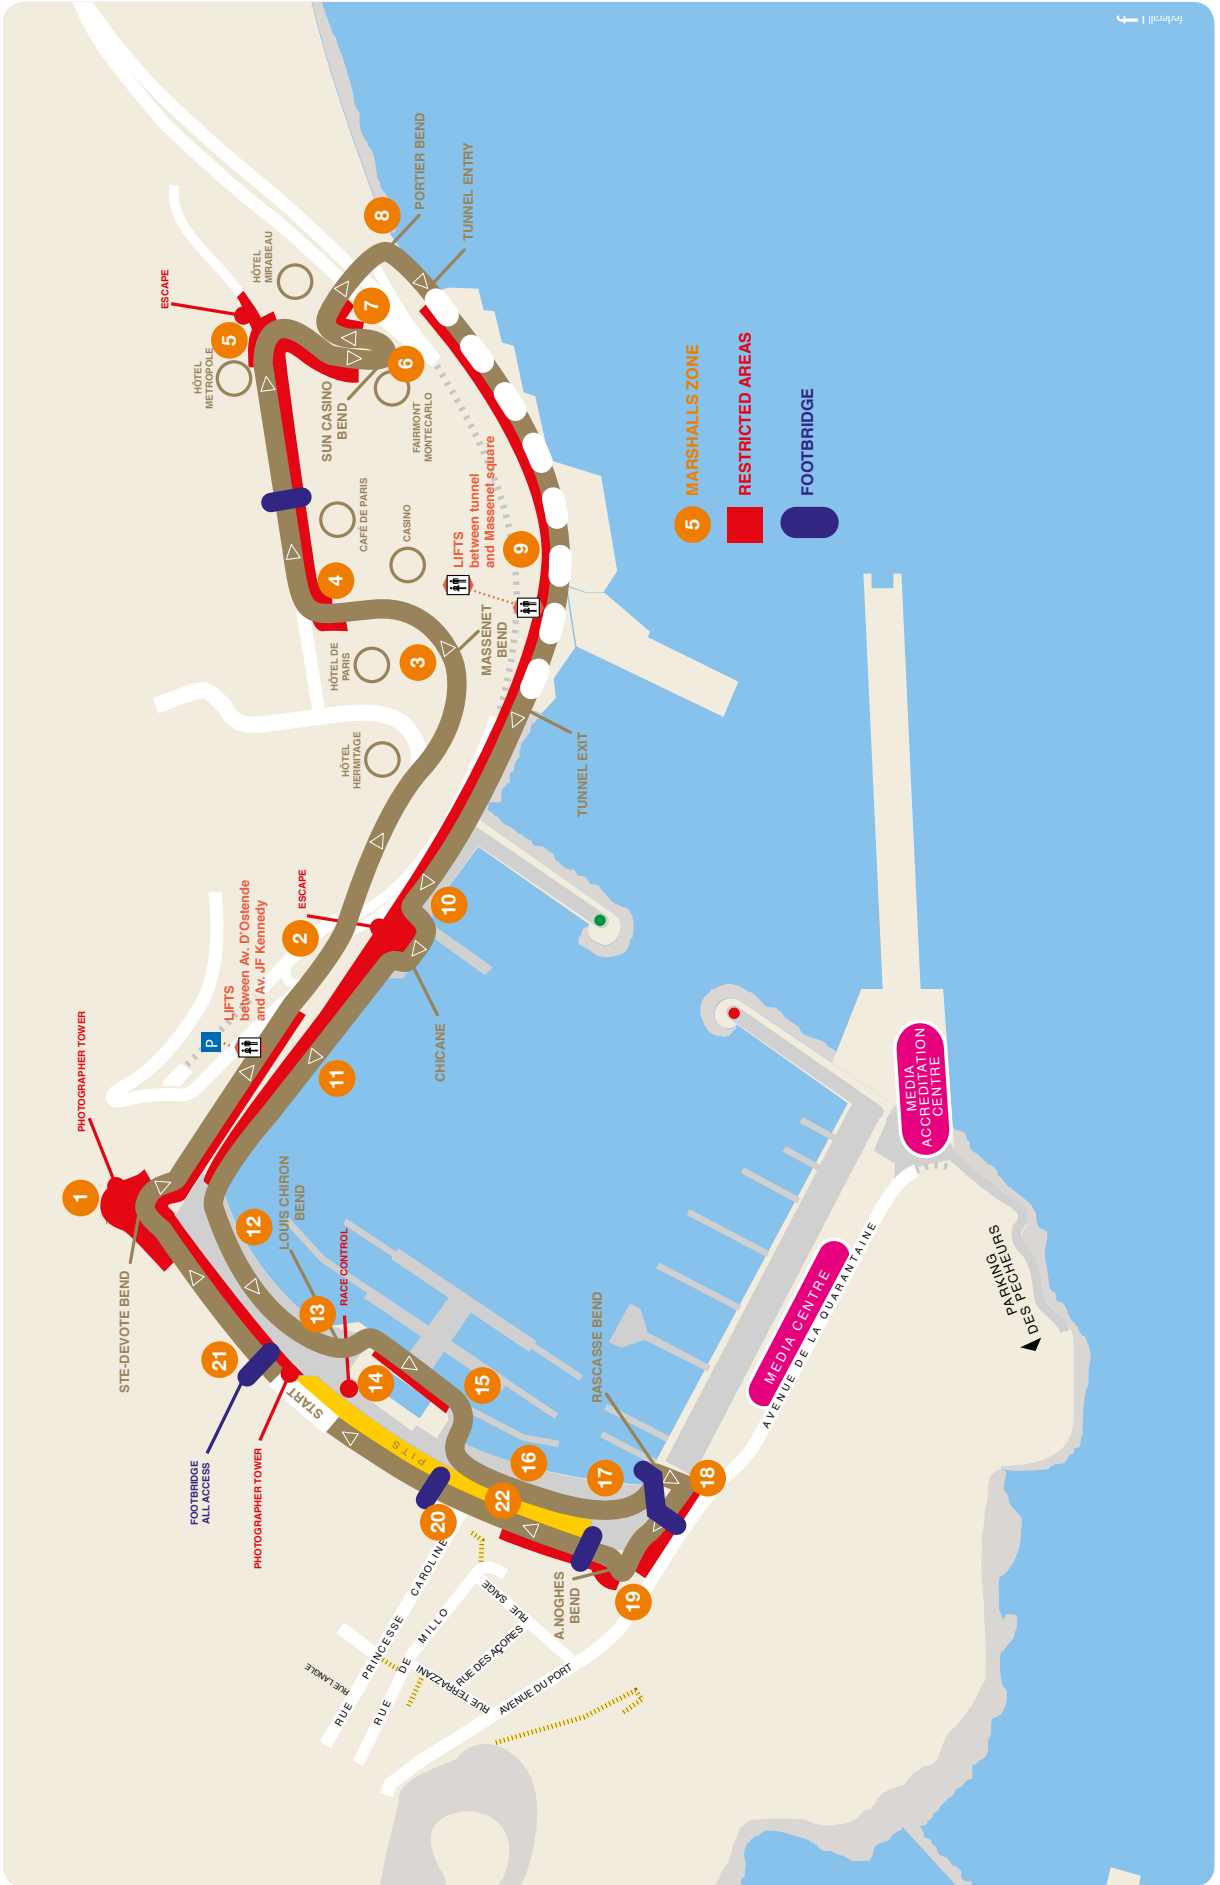 federall
PORTIER BEND
8
TUNNEL ENTRY
HÔTEL
MIRABEAU
ESCAPE
7
5
HÔTEL
METROPOLE
6
SUN CASINO
BEND
FAIRMONT
MONTECARLO
CAFÉ DE PARIS
CASINO
LIFTS
between tunnel
and Massenet square
9
4
MASSENET
BEND
3
HÔTEL DE
PARIS
HÔTEL
HERMITAGE
TUNNEL EXIT
5
MARSHALLS ZONE
RESTRICTED AREAS
FOOTBRIDGE
ESCAPE
10
2
LIFTS
between Av. D'Ostende
and Av. JF Kennedy
P
CHICANE
11
PHOTOGRAPHER TOWER
1
STE-DEVOTE BEND
12
LOUIS CHIRON
BEND
RACE CONTROL
13
14
15
21
START
PITS
FOOTBRIDGE
ALL ACCESS
PHOTOGRAPHER TOWER
20
22
16
17
RASCASSE BEND
18
A.NOGHES
BEND
19
MEDIA
ACCREDITATION
CENTRE
MEDIA CENTRE
AVENUE DE LA QUARANTAINE
PARKING
DES PECHEURS
RUE PRINCESSE CAROLINE
RUE DE MILLO
RUE SAIGE
RUE DES AÇORES
RUE TERRAZZANI
RUE LANGLE
AVENUE DU PORT